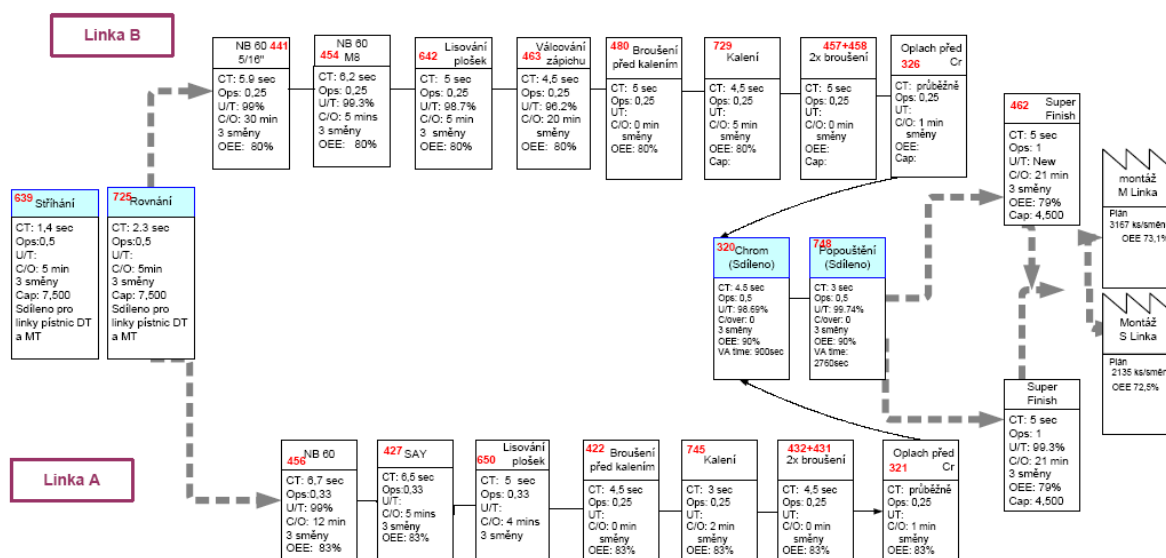 Linka B
NB 60 441
5/16"
CT: 5.9 sec
Ops: 0,25
U/T: 99%
C/O: 30 min
3 směny
OEE: 80%
NB 60
454 M8
CT: 6,2 sec
Ops: 0,25
U/T: 99.3%
C/O: 5 mins
3 směny
OEE: 80%
Lisování
642 plošek
CT: 5 sec
Ops: 0,25
U/T: 98.7%
C/O: 5 min
3 směny
OEE: 80%
Válcování
463 zápichu
CT: 4,5 sec
Ops: 0,25
U/T: 96.2%
C/O: 20 min
3 směny
OEE: 80%
480 Broušení
před kalením
CT: 5 sec
Ops: 0,25
UT:
C/O: 0 min
směny
OEE: 80%
729
Kalení
CT: 4,5 sec
Ops: 0,25
UT:
C/O: 5 min
směny
OEE: 80%
Cap:
457+458
2x broušení
CT: 5 sec
Ops: 0,25
UT:
C/O: 0 min
směny
OEE:
Cap:
Oplach před
326 Cr
CT: průběžně
Ops: 0,25
UT:
C/O: 1 min
směny
OEE:
Cap:
462 Super
Finish
CT: 5 sec
Ops: 1
U/T: New
C/O: 21 min
3 směny
OEE: 79%
Cap: 4,500
montáž
M Linka
Plán
3167 ks/směn
OEE 73,1%
639 Stříhání
CT: 1,4 sec
Ops:0,5
U/T:
C/O: 5 min
3 směny
Cap: 7,500
Sdíleno pro
linky pístnic DT
a MT
725 Rovnání
CT: 2.3 sec
Ops:0,5
U/T:
C/O: 5min
3 směny
Cap: 7,500
Sdíleno pro
linky pístnic DT
a MT
320 Chrom
(Sdíleno)
CT: 4.5 sec
Ops: 0,5
U/T: 98.69%
C/over: 0
3 směny
OEE: 90%
VA time: 900sec
748
Popouštění
(Sdíleno)
CT: 3 sec
Ops: 0,5
U/T: 99.74%
C/over: 0
3 směny
OEE: 90%
VA time:
2760sec
Montáž
S Linka
Plán
2135 ks/směn
OEE 72,5%
Super
Finish
CT: 5 sec
Ops: 1
U/T: 99.3%
C/O: 21 min
3 směny
OEE: 79%
Cap: 4,500
Linka A
NB 60
456
CT: 6,7 sec
Ops:0,33
U/T: 99%
C/O: 12 min
3 směny
OEE: 83%
427 SAY
CT: 6,5 sec
Ops:0,33
U/T:
C/O: 5 mins
3 směny
OEE: 83%
Lisování
650 plošek
CT: 5 sec
Ops: 0,33
U/T:
C/O: 4 mins
3 směny
422 Broušení
před kalením
CT: 4,5 sec
Ops: 0,25
UT:
C/O: 0 min
směny
OEE: 83%
745
Kalení
CT: 3 sec
Ops: 0,25
UT:
C/O: 2 min
směny
OEE: 83%
432+431
2x broušení
CT: 4,5 sec
Ops: 0,25
UT:
C/O: 0 min
směny
OEE: 83%
Oplach před
321 Cr
CT: průběžně
Ops: 0,25
UT:
C/O: 1 min
směny
OEE: 83%